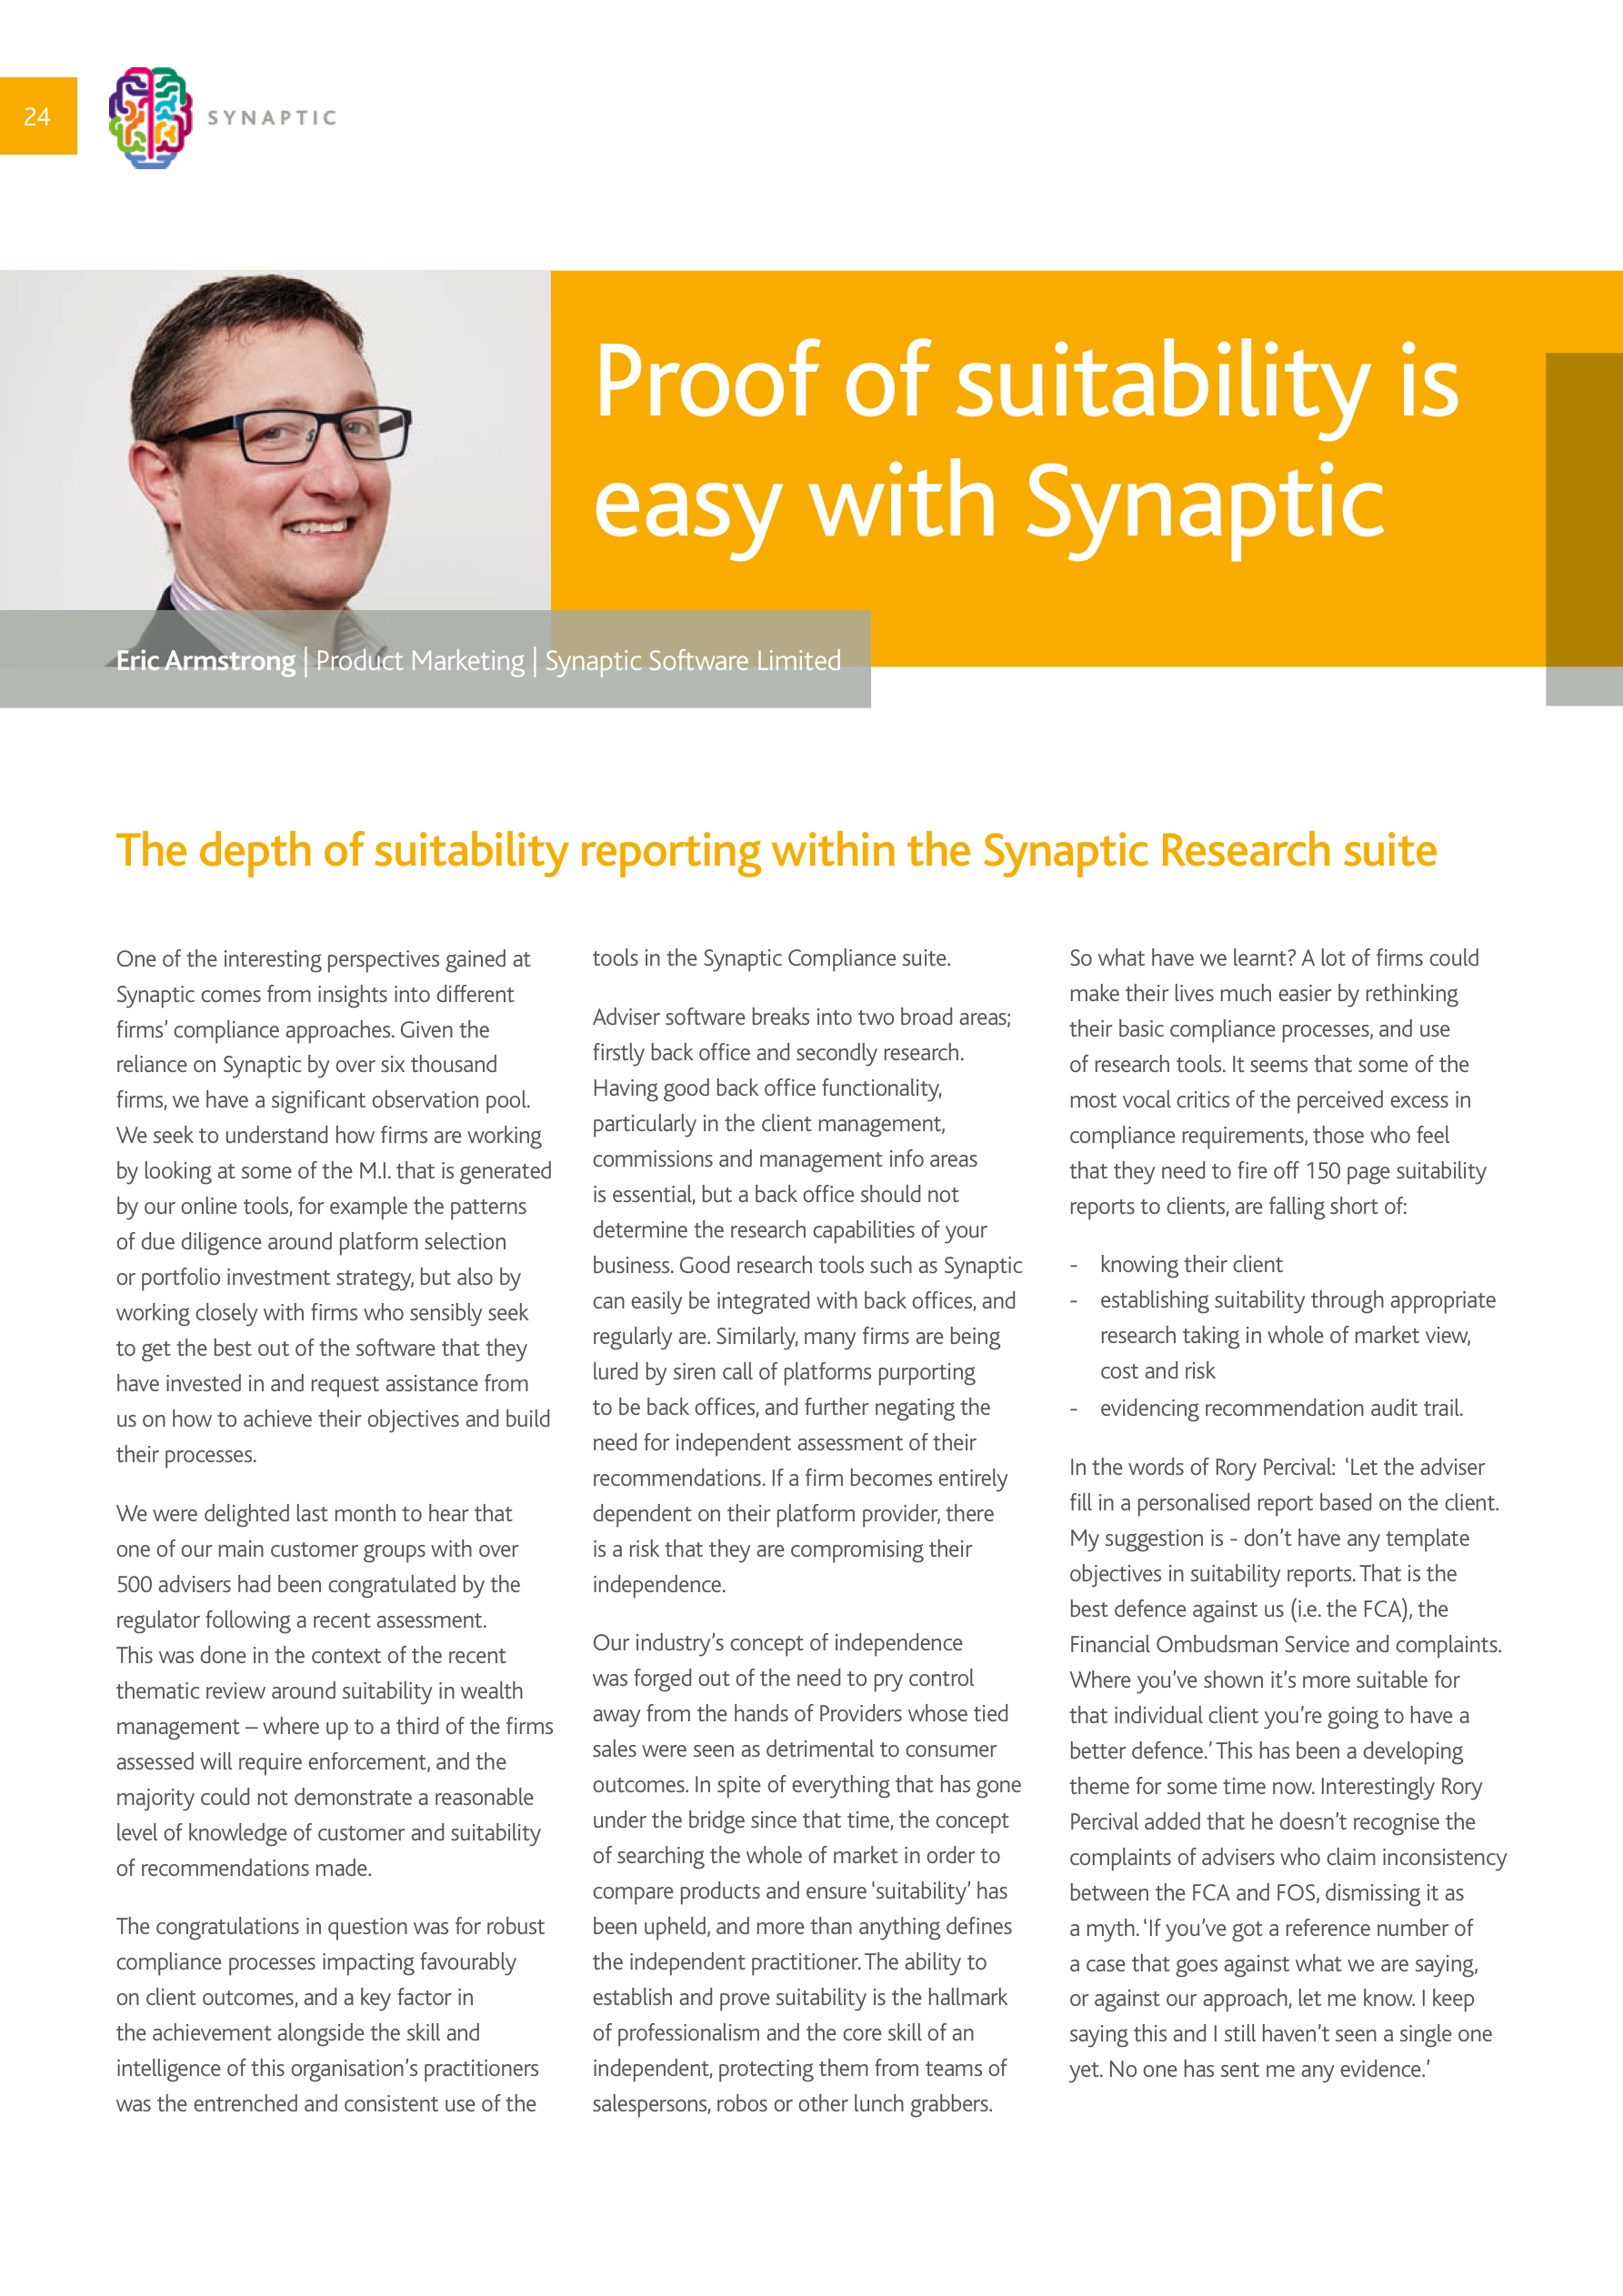 24
SYNAPTIC
Proof of suitability is
easy with Synaptic
Eric Armstrong | Product Marketing | Synaptic Software Limited
The depth of suitability reporting within the Synaptic Research suite
One of the interesting perspectives gained at
Synaptic comes from insights into different
firms’ compliance approaches. Given the
reliance on Synaptic by over six thousand
firms, we have a significant observation pool.
We seek to understand how firms are working
by looking at some of the M.I. that is generated
by our online tools, for example the patterns
of due diligence around platform selection
or portfolio investment strategy, but also by
working closely with firms who sensibly seek
to get the best out of the software that they
have invested in and request assistance from
us on how to achieve their objectives and build
their processes.
We were delighted last month to hear that
one of our main customer groups with over
500 advisers had been congratulated by the
regulator following a recent assessment.
This was done in the context of the recent
thematic review around suitability in wealth
management – where up to a third of the firms
assessed will require enforcement, and the
majority could not demonstrate a reasonable
level of knowledge of customer and suitability
of recommendations made.
The congratulations in question was for robust
compliance processes impacting favourably
on client outcomes, and a key factor in
the achievement alongside the skill and
intelligence of this organisation’s practitioners
was the entrenched and consistent use of the
tools in the Synaptic Compliance suite.
Adviser software breaks into two broad areas;
firstly back office and secondly research.
Having good back office functionality,
particularly in the client management,
commissions and management info areas
is essential, but a back office should not
determine the research capabilities of your
business. Good research tools such as Synaptic
can easily be integrated with back offices, and
regularly are. Similarly, many firms are being
lured by siren call of platforms purporting
to be back offices, and further negating the
need for independent assessment of their
recommendations. If a firm becomes entirely
dependent on their platform provider, there
is a risk that they are compromising their
independence.
Our industry’s concept of independence
was forged out of the need to pry control
away from the hands of Providers whose tied
sales were seen as detrimental to consumer
outcomes. In spite of everything that has gone
under the bridge since that time, the concept
of searching the whole of market in order to
compare products and ensure ‘suitability’ has
been upheld, and more than anything defines
the independent practitioner. The ability to
establish and prove suitability is the hallmark
of professionalism and the core skill of an
independent, protecting them from teams of
salespersons, robos or other lunch grabbers.
So what have we learnt? A lot of firms could
make their lives much easier by rethinking
their basic compliance processes, and use
of research tools. It seems that some of the
most vocal critics of the perceived excess in
compliance requirements, those who feel
that they need to fire off 150 page suitability
reports to clients, are falling short of:
- knowing their client
- establishing suitability through appropriate
research taking in whole of market view,
cost and risk
- evidencing recommendation audit trail.
In the words of Rory Percival: ‘Let the adviser
fill in a personalised report based on the client.
My suggestion is - don’t have any template
objectives in suitability reports. That is the
best defence against us (i.e. the FCA), the
Financial Ombudsman Service and complaints.
Where you’ve shown it’s more suitable for
that individual client you’re going to have a
better defence.’ This has been a developing
theme for some time now. Interestingly Rory
Percival added that he doesn’t recognise the
complaints of advisers who claim inconsistency
between the FCA and FOS, dismissing it as
a myth. ‘If you’ve got a reference number of
a case that goes against what we are saying,
or against our approach, let me know. I keep
saying this and I still haven’t seen a single one
yet. No one has sent me any evidence.’